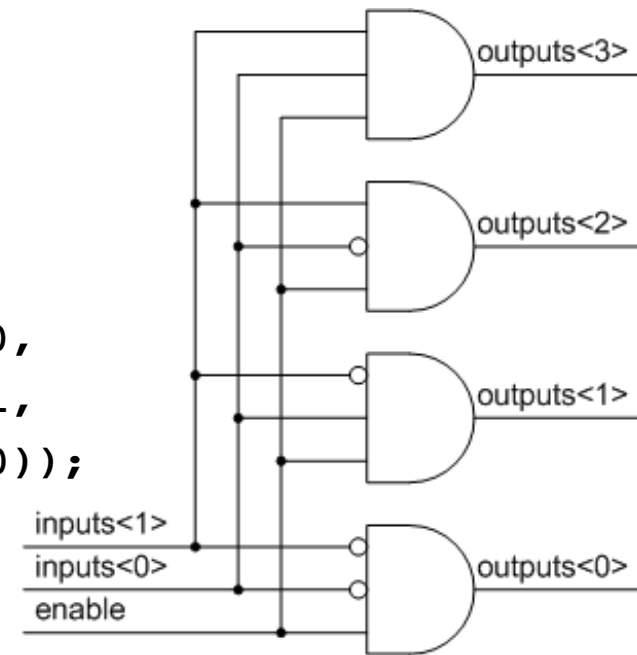 outputs<3>
outputs<2>
,
outputs<1>
,
));
inputs<1>
inputs<0>
outputs<0>
enable